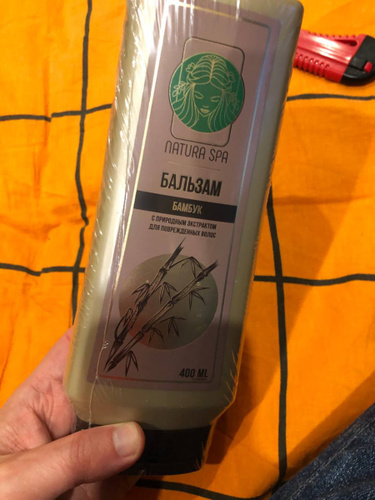 NATURA SPA
БАЛЬЗАМ
БАМБУК
С ПРИРОДНЫМ ЭКСТРАКТОМ
ДЛЯ ПОВРЕЖДЕННЫХ ВОЛОС
400 ML